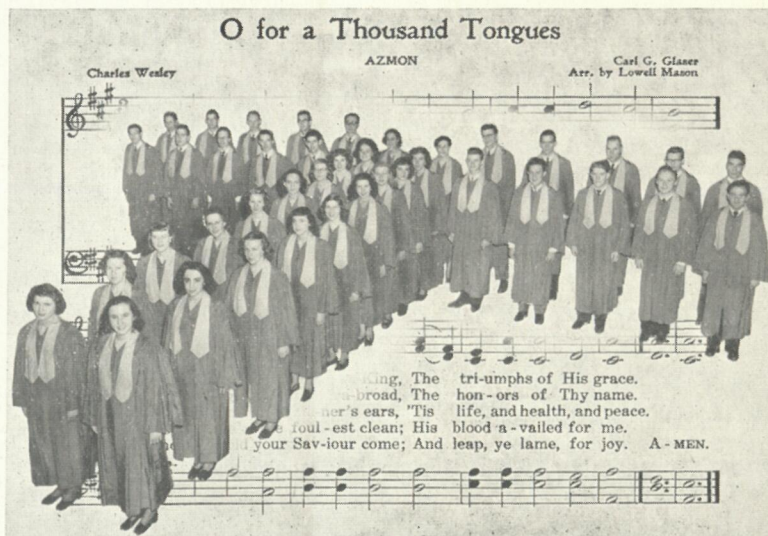 O for a Thousand Tongues
AZMON
Charles Wesley
Carl G. Glaser
Arr. by Lowell Mason
King, The tri-umphs of His grace.
-broad, The hon-ors of Thy name.
ner's ears, 'Tis life, and health, and peace.
foul-est clean; His blood a-vailed for me.
your Sav-iour come; And leap, ye lame, for joy. A-MEN.